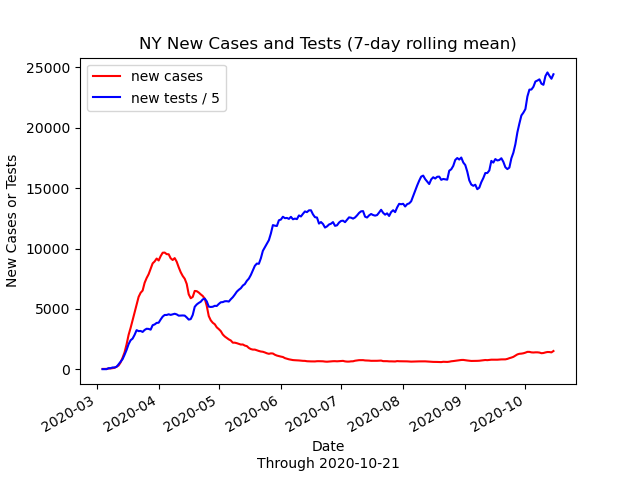 NY New Cases and Tests (7-day rolling mean)
new cases
new tests / 5
25000
20000
15000
10000
5000
0
New Cases or Tests
2020-03
2020-04
2020-05
2020-06
2020-07
2020-08
2020-09
2020-10
Date
Through 2020-10-21